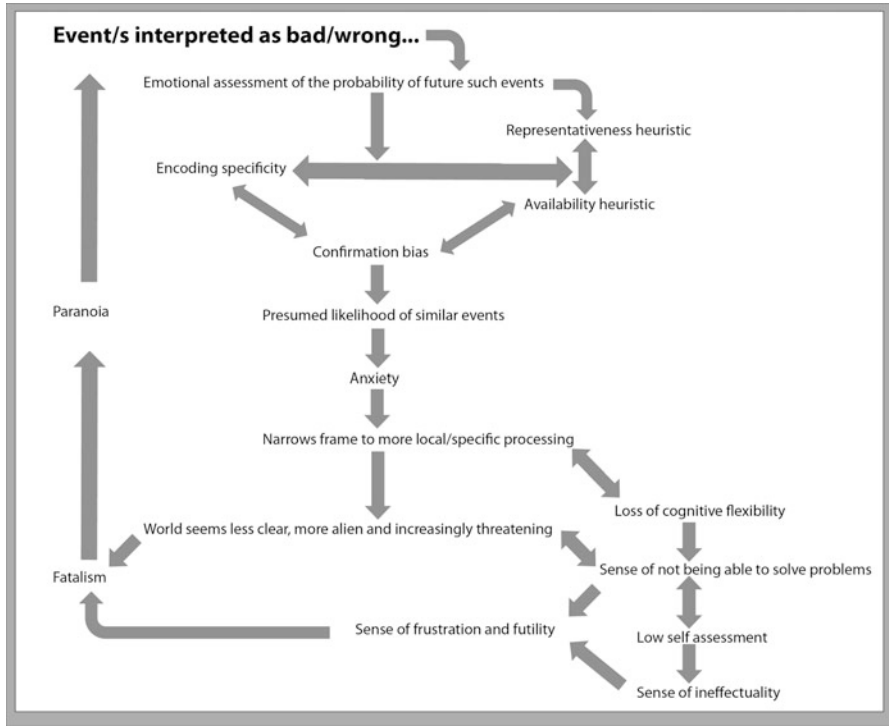 Event/s interpreted as bad/wrong...
Emotional assessment of the probability of future such events
Representativeness heuristic
Encoding specificity
Availability heuristic
Confirmation bias
Paranoia
Presumed likelihood of similar events
Anxiety
Narrows frame to more local/specific processing
Loss of cognitive flexibility
World seems less clear, more alien and increasingly threatening
Sense of not being able to solve problems
Fatalism
Sense of frustration and futility
Low self assessment
Sense of ineffectuality